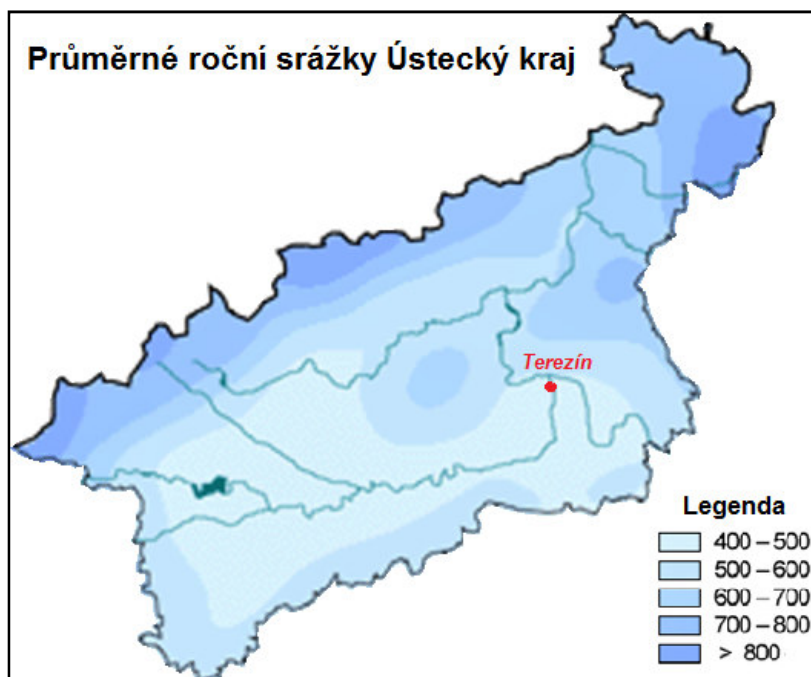 Průměrné roční srážky Ústecký kraj
Terezín
Legenda
400 – 500
500 – 600
600 – 700
700 – 800
> 800